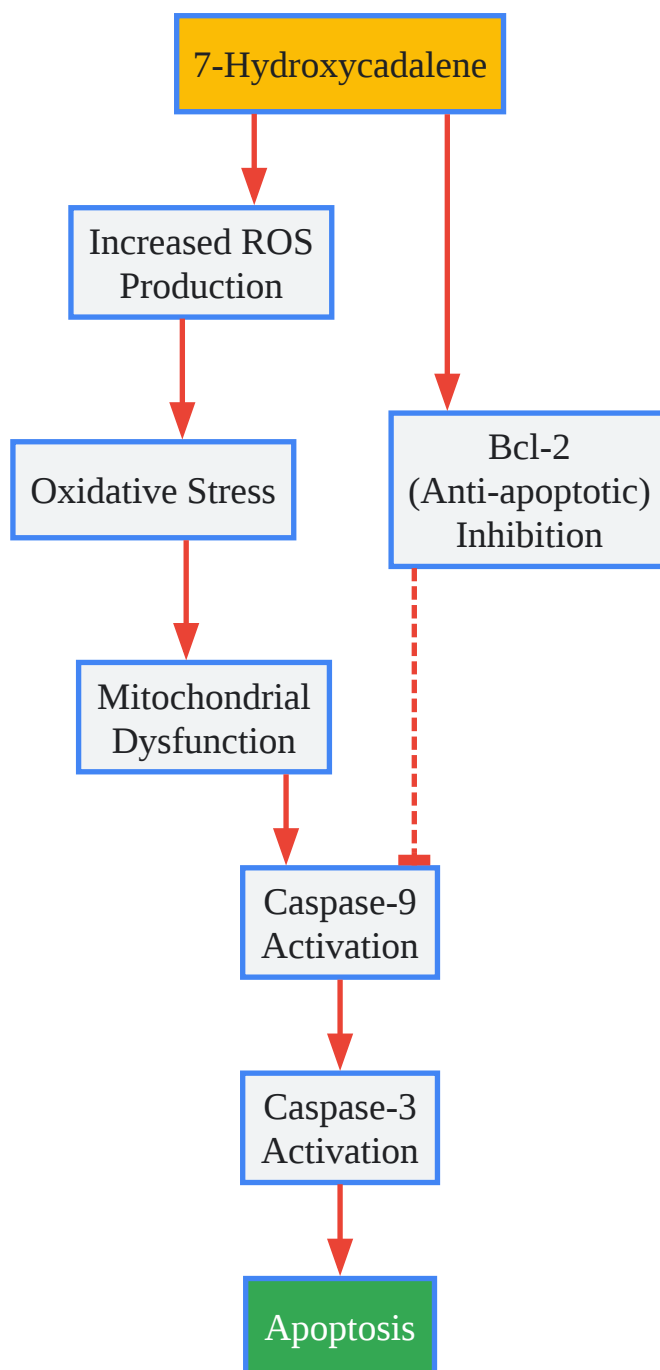 7-Hydroxycadalene
Increased ROS
Production
Oxidative Stress
Bcl-2
(Anti-apoptotic)
Inhibition
Mitochondrial
Dysfunction
Caspase-9
Activation
Caspase-3
Activation
Apoptosis